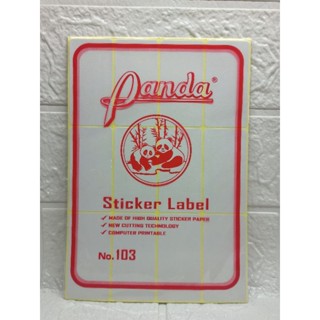 Panda®
Sticker Label
✓ MADE OF HIGH QUALITY STICKER PAPER
✓ NEW CUTTING TECHNOLOGY
✓ COMPUTER PRINTABLE
No. 103